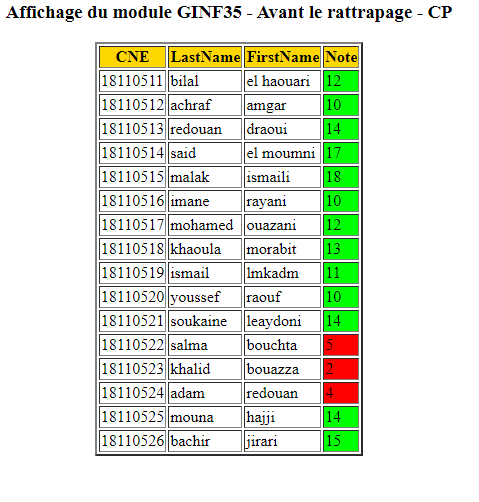 Affichage du module GINF35 - Avant le rattrapage - CP
CNE LastName FirstName Note
18110511 bilal el haouari 12
18110512 achraf amgar 10
18110513 redouan draoui 14
18110514 said el moumni 17
18110515 malak ismaili 18
18110516 imane rayani 10
18110517 mohamed ouazani 12
18110518 khaoula morabit 13
18110519 ismail lmkadm 11
18110520 youssef raouf 10
18110521 soukaine leaydoni 14
18110522 salma bouchta 5
18110523 khalid bouazza 2
18110524 adam redouan 4
18110525 mouna hajji 14
18110526 bachir jirari 15